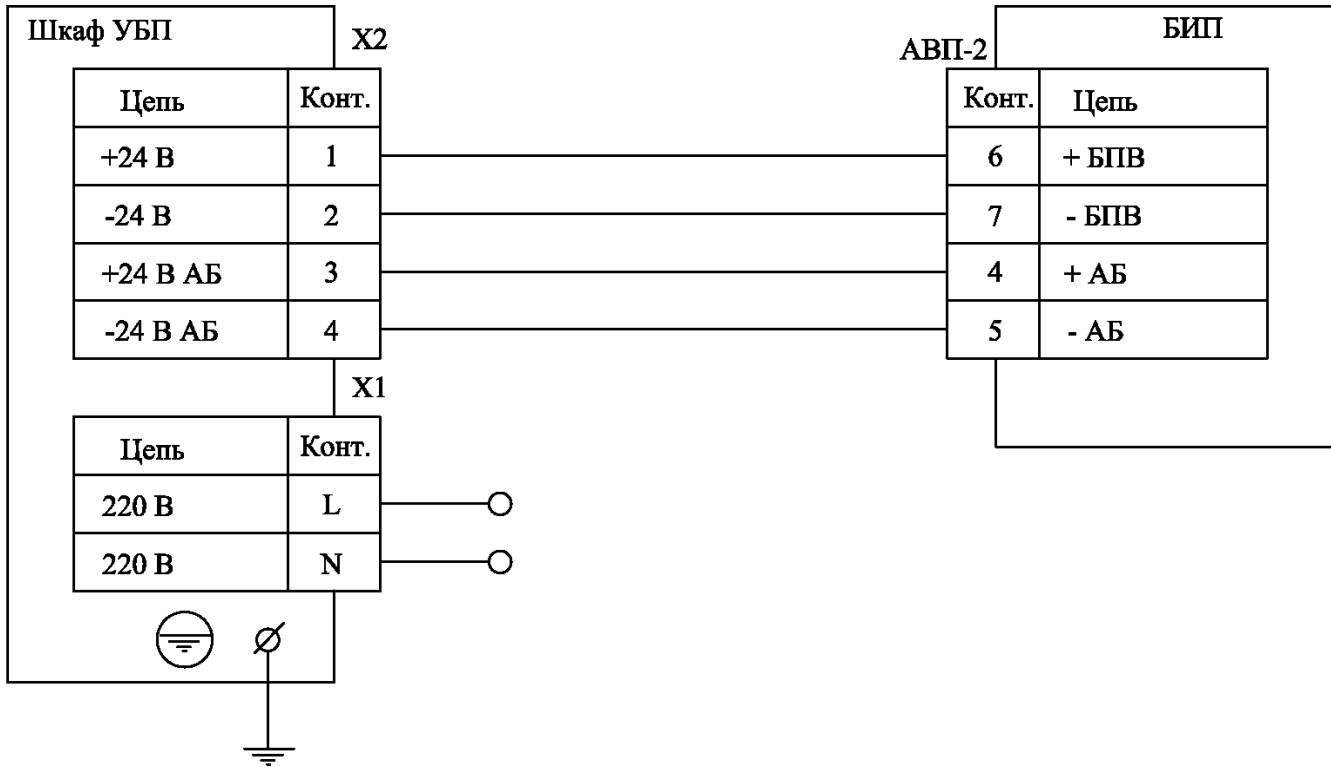 Шкаф УБП
X2
Цепь Конт.
+24 В 1
-24 В 2
+24 В АБ 3
-24 В АБ 4
X1
Цепь Конт.
220 В L
220 В N
БИП
АВП-2
Конт. Цепь
6 + БПВ
7 - БПВ
4 + АБ
5 - АБ